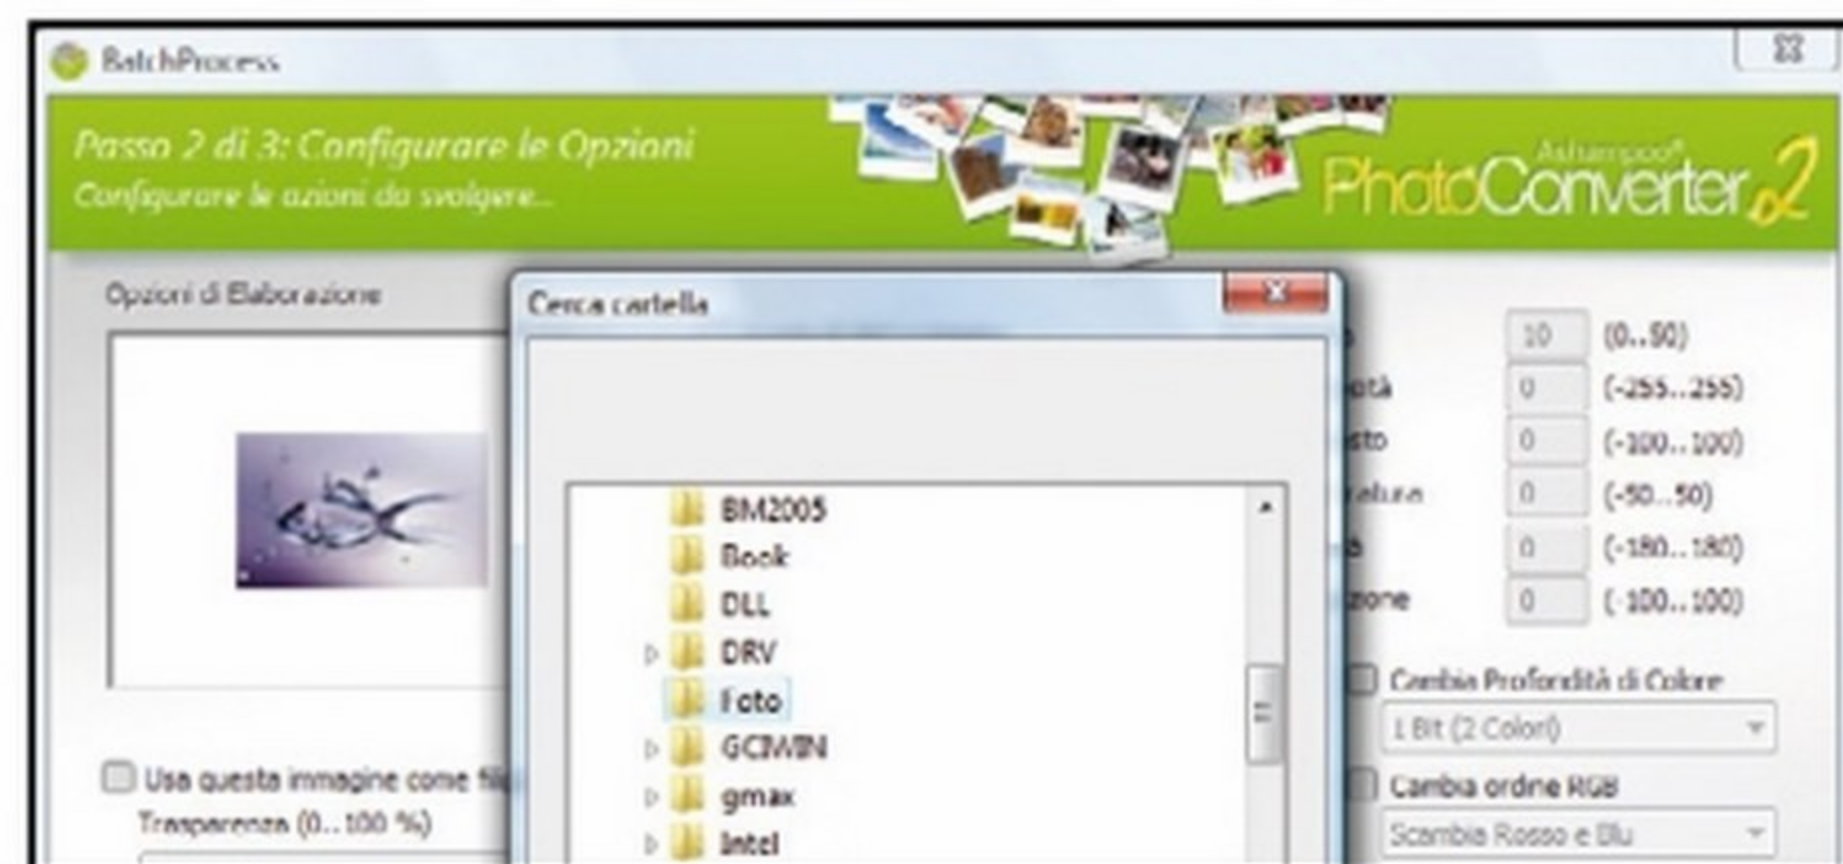 BatchProcess
Passo 2 di 3: Configurare le Opzioni
Configurare le azioni da svolgere...
Ashampoo®
PhotoConverter 2
Opzioni di Elaborazione
Cerca cartella
10 (0..50)
0 (-255..255)
0 (-100..100)
0 (-50..50)
0 (-180..180)
zione 0 (-100..100)
BM2005
Book
DLL
DRV
Foto
GCIWIN
gmax
Intel
Usa questa immagine come
Trasparenza (0..100 %)
Cambia Profondità di Colore
1 Bit (2 Colori)
Cambia ordine RGB
Scambia Rosso e Blu